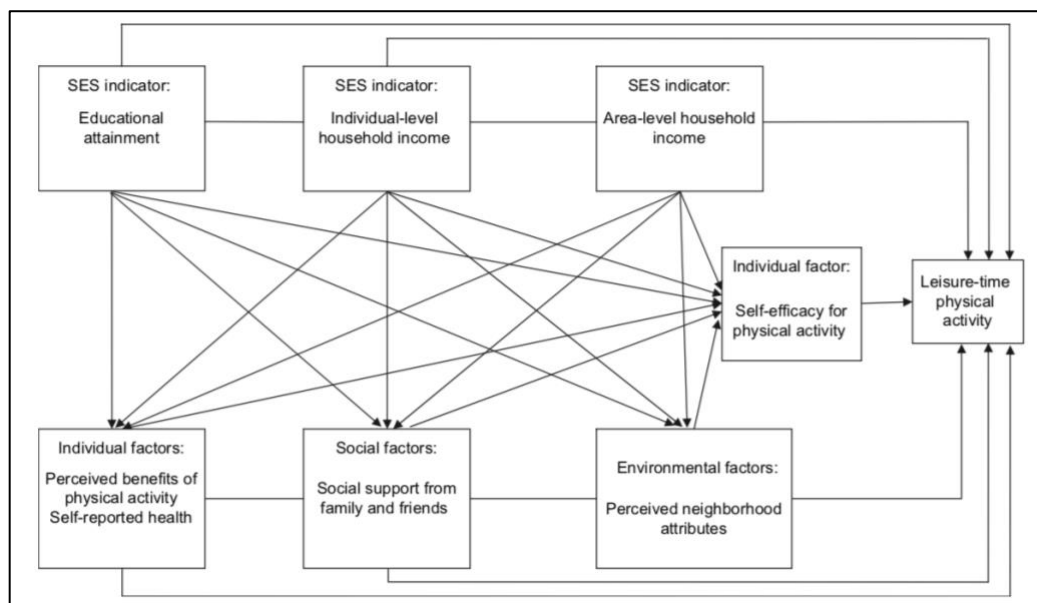 SES indicator:
Educational
attainment
SES indicator:
Individual-level
household income
SES indicator:
Area-level household
income
Individual factor:
Self-efficacy for
physical activity
Leisure-time
physical
activity
Individual factors:
Perceived benefits of
physical activity
Self-reported health
Social factors:
Social support from
family and friends
Environmental factors:
Perceived neighborhood
attributes